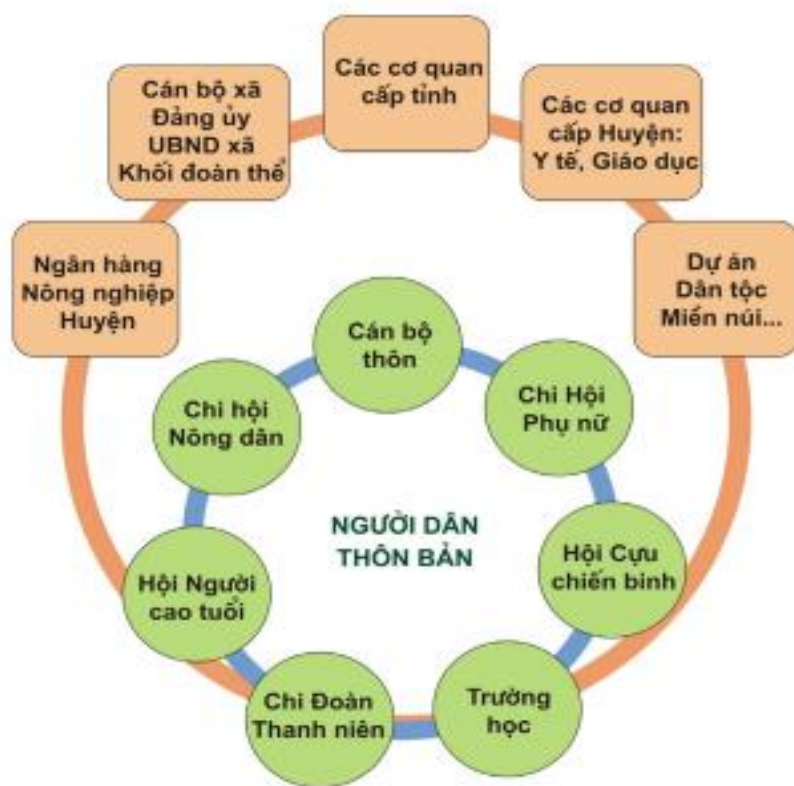 Các cơ quan
cấp tỉnh
Cán bộ xã
Đảng ủy
UBND xã
Khối đoàn thể
Các cơ quan
cấp Huyện:
Y tế, Giáo dục
Ngân hàng
Nông nghiệp
Huyện
Dự án
Dân tộc
Miền núi...
Cán bộ
thôn
Chi hội
Nông dân
Chi Hội
Phụ nữ
NGƯỜI DÂN
THÔN BẢN
Hội Người
cao tuổi
Hội Cựu
chiến binh
Chi Đoàn
Thanh niên
Trường
học